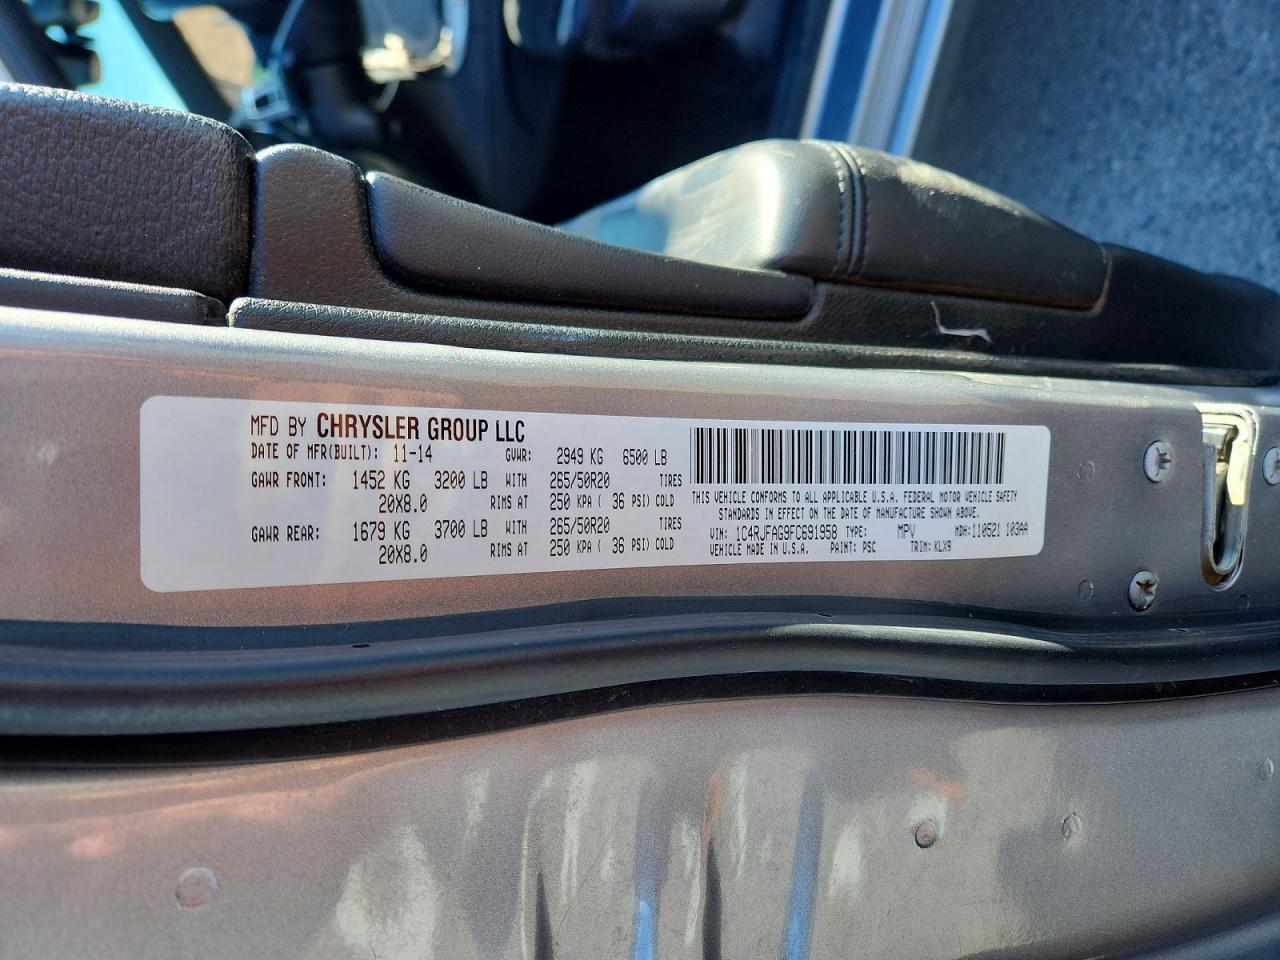 MFD BY CHRYSLER GROUP LLC
DATE OF MFR(BUILT): 11-14 GVWR: 2949 KG 6500 LB
GAWR FRONT: 1452 KG 3200 LB WITH 265/50R20 TIRES
20X8.0 RIMS AT 250 KPA ( 36 PSI) COLD
GAWR REAR: 1679 KG 3700 LB WITH 265/50R20 TIRES
20X8.0 RIMS AT 250 KPA ( 36 PSI) COLD
THIS VEHICLE CONFORMS TO ALL APPLICABLE U.S.A. FEDERAL MOTOR VEHICLE SAFETY
STANDARDS IN EFFECT ON THE DATE OF MANUFACTURE SHOWN ABOVE.
VIN: 1C4RJFAG9FC691958 TYPE: MPV MDH: 110521 103AA
VEHICLE MADE IN U.S.A. PAINT: PSC TRIM: KLX9